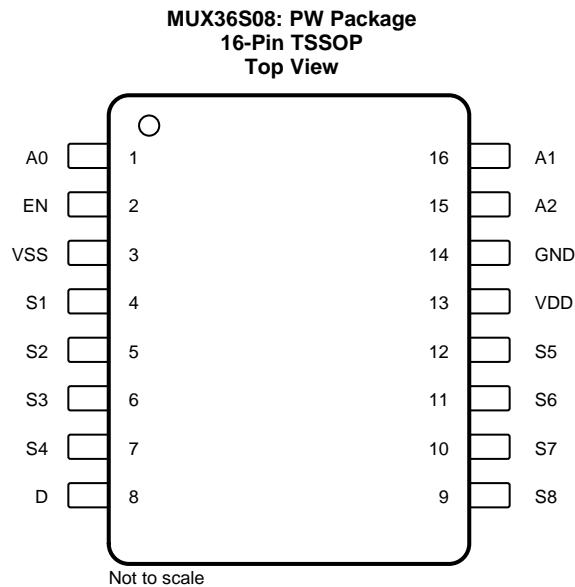 MUX36S08: PW Package
16-Pin TSSOP
Top View
A0 1 16 A1
EN 2 15 A2
VSS 3 14 GND
S1 4 13 VDD
S2 5 12 S5
S3 6 11 S6
S4 7 10 S7
D 8 9 S8
Not to scale